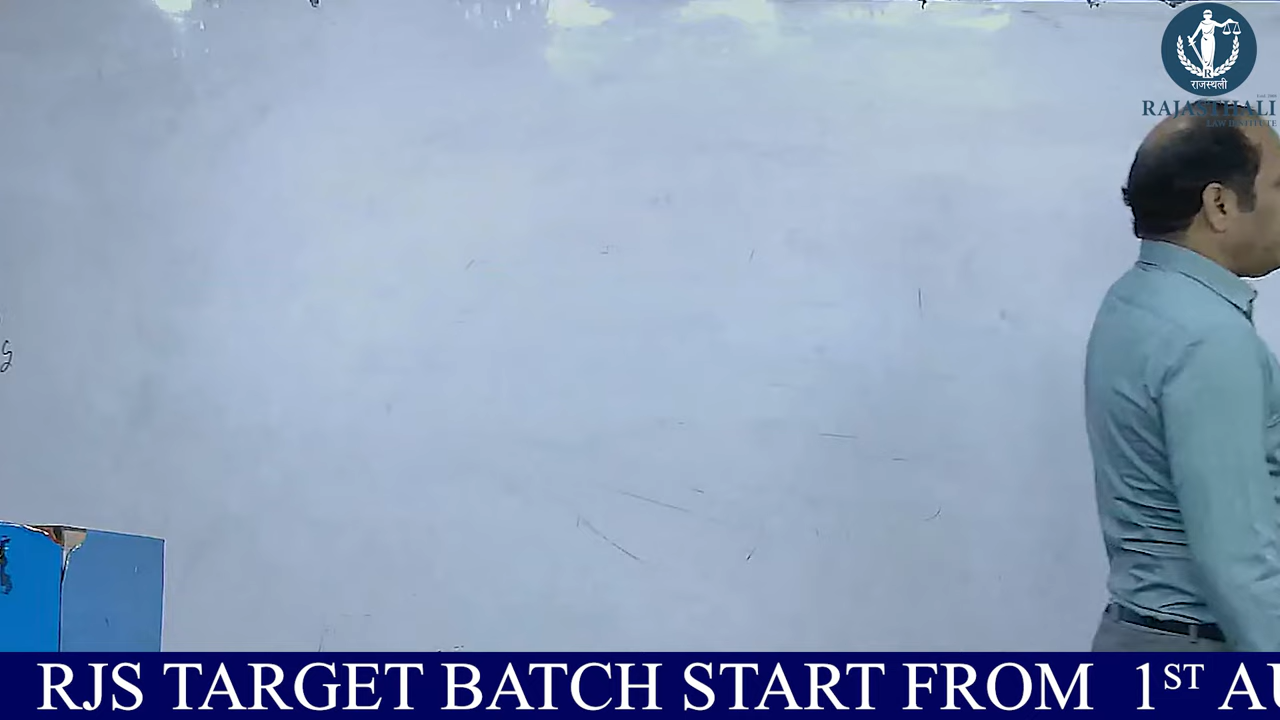 राजस्थली
RAJASTHALI
LAW INSTITUTE
RJS TARGET BATCH START FROM 1ST AU